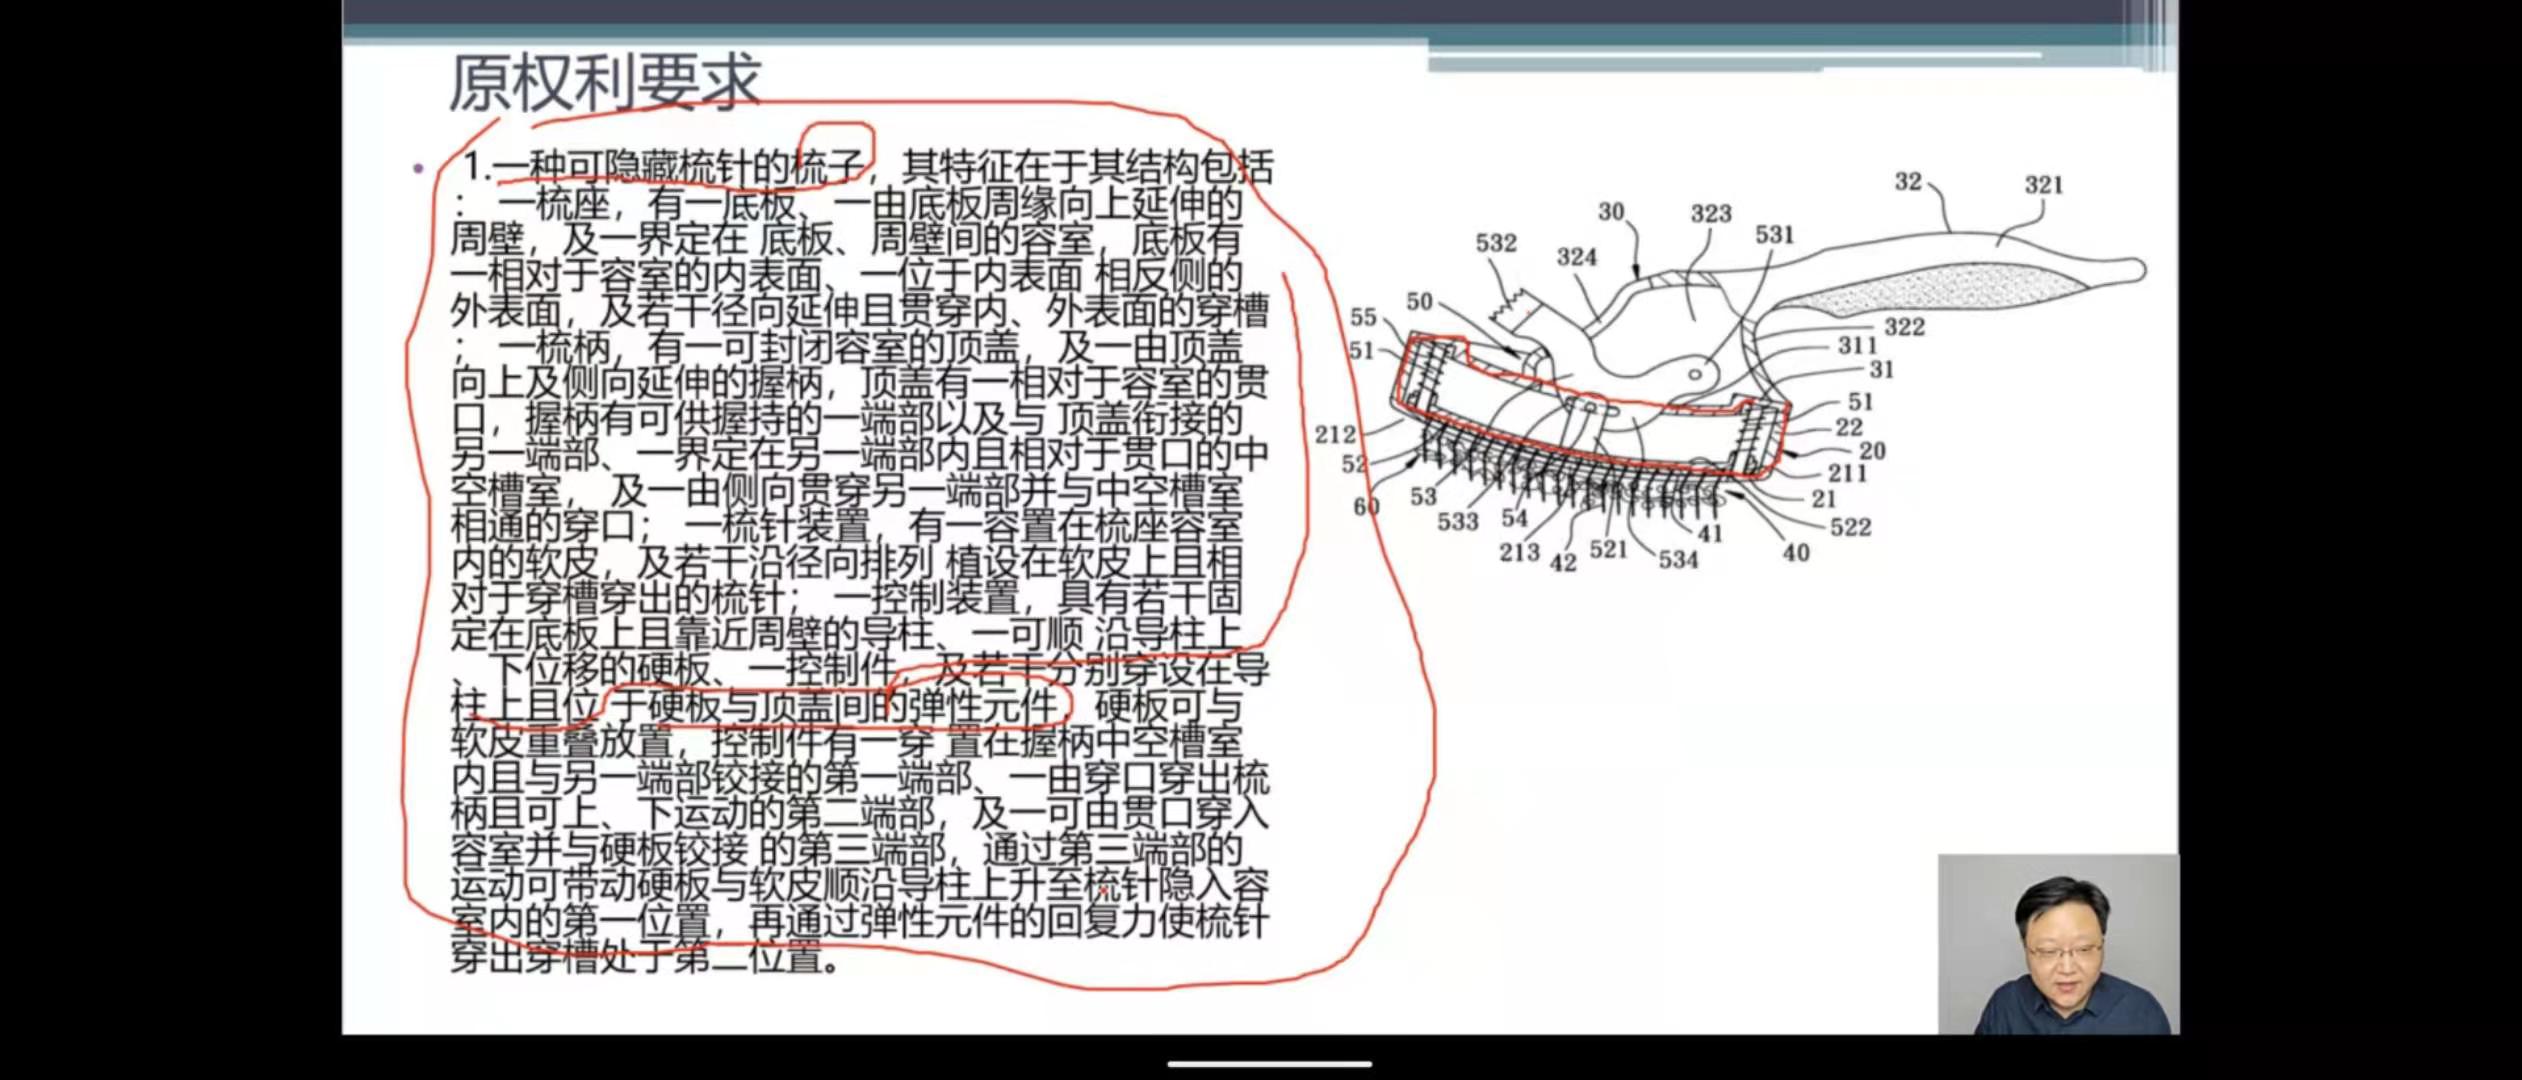 原权利要求
1.一种可隐藏梳针的梳子，其特征在于其结构包括
： 一梳座，有一底板、一由底板周缘向上延伸的
周壁，及一界定在 底板、周壁间的容室，底板有
一相对于容室的内表面、一位于内表面 相反侧的
外表面，及若干径向延伸且贯穿内、外表面的穿槽
； 一梳柄，有一可封闭容室的顶盖，及一由顶盖
向上及侧向延伸的握柄，顶盖有一相对于容室的贯
口，握柄有可供握持的一端部以及与 顶盖衔接的
另一端部、一界定在另一端部内且相对于贯口的中
空槽室， 及一由侧向贯穿另一端部并与中空槽室
相通的穿口； 一梳针装置，有一容置在梳座容室
内的软皮，及若干沿径向排列 植设在软皮上且相
对于穿槽穿出的梳针； 一控制装置，具有若干固
定在底板上且靠近周壁的导柱、一可顺 沿导柱上
、下位移的硬板、一控制件，及若干分别穿设在导
柱上且位 于硬板与顶盖间的弹性元件，硬板可与
软皮重叠放置，控制件有一穿 置在握柄中空槽室
内且与另一端部铰接的第一端部、一由穿口穿出梳
柄且可上、下运动的第二端部，及一可由贯口穿入
容室并与硬板铰接 的第三端部，通过第三端部的
运动可带动硬板与软皮顺沿导柱上升至梳针隐入容
室内的第一位置，再通过弹性元件的回复力使梳针
穿出穿槽处于第二位置。
32
321
30
323
531
532
324
50
55
51
322
311
31
51
22
20
211
21
522
212
52
60
53
533
54
213
42
521
534
41
40